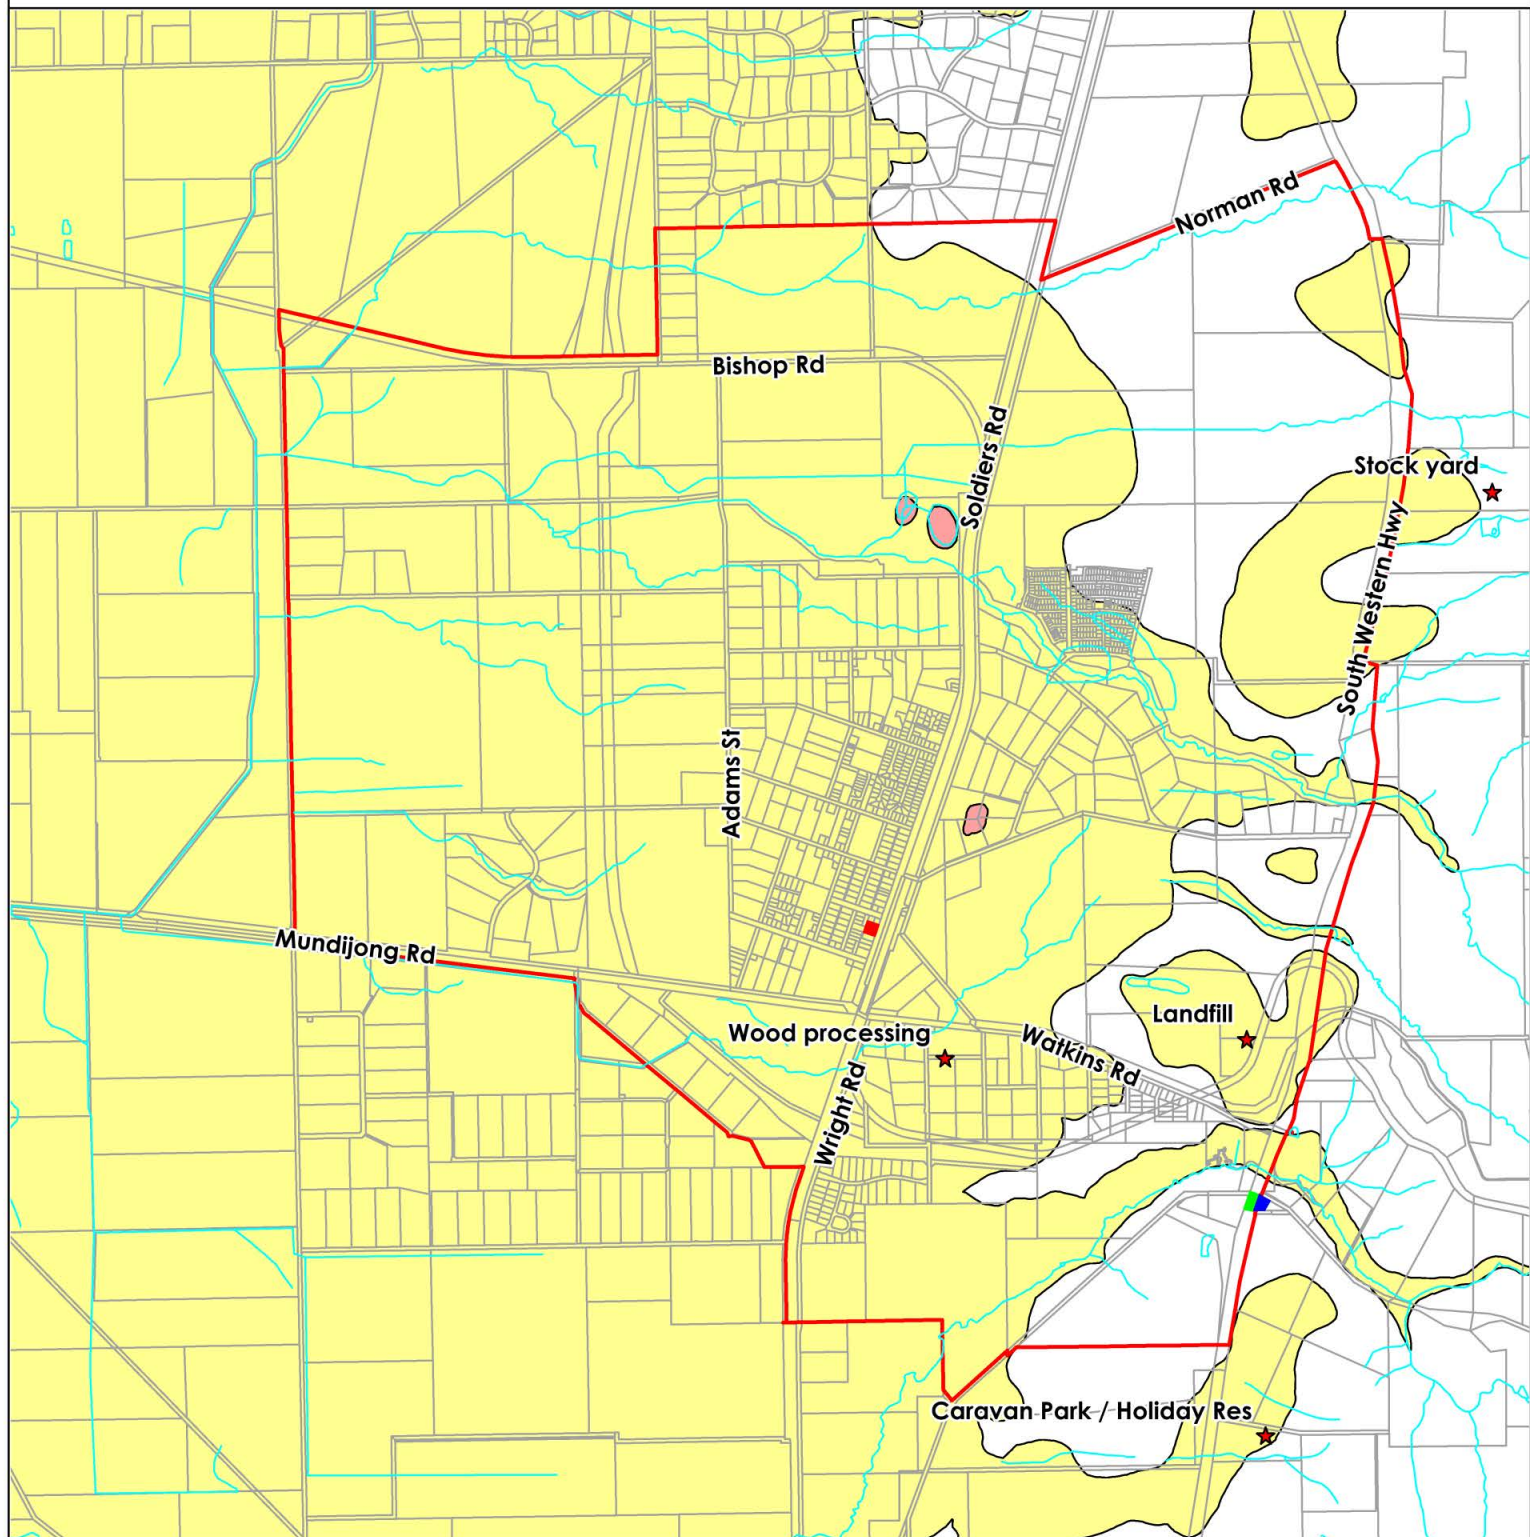 Norman Rd
Bishop Rd
Soldiers Rd
Stock yard
South Western Hwy
Adams St
Mundijong Rd
Landfill
Wood processing
Watkins Rd
Wright Rd
Caravan Park / Holiday Res